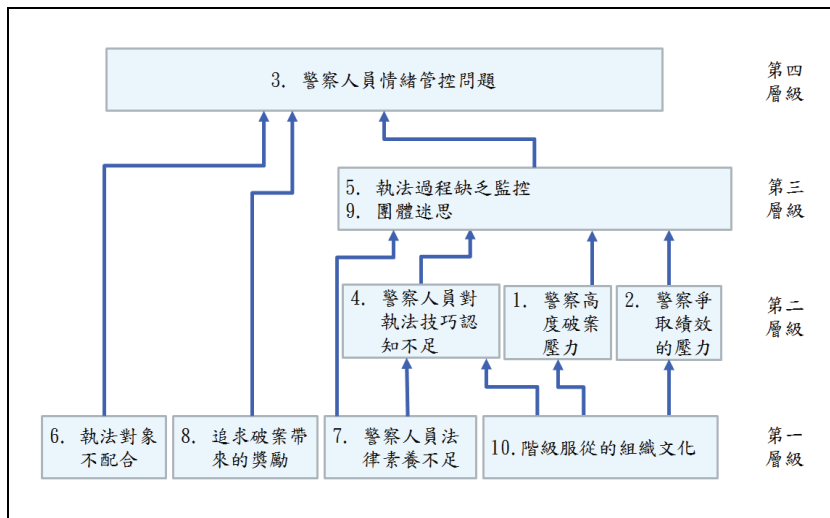 3. 警察人員情緒管控問題
第四
層級
5. 執法過程缺乏監控
9. 團體迷思
第三
層級
4. 警察人員對
執法技巧認
知不足
1. 警察高
度破案
壓力
2. 警察爭
取績效
的壓力
第二
層級
6. 執法對象
不配合
8. 追求破案帶
來的獎勵
7. 警察人員法
律素養不足
10.階級服從的組織文化
第一
層級